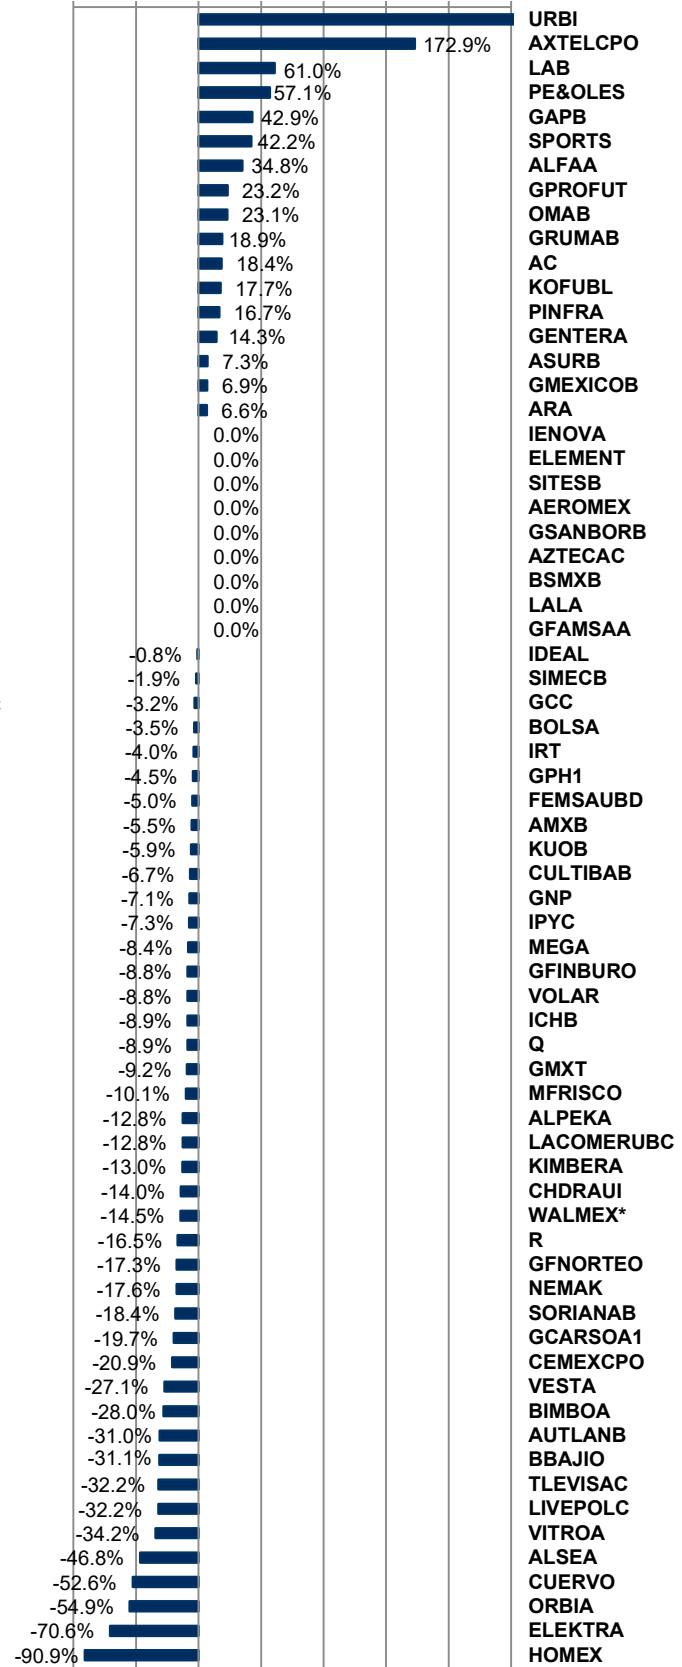 URBI
172.9% AXTELCPO
61.0% LAB
57.1% PE&OLES
42.9% GAPB
42.2% SPORTS
34.8% ALFAA
23.2% GPROFUT
23.1% OMAB
18.9% GRUMAB
18.4% AC
17.7% KOFUBL
16.7% PINFRA
14.3% GENTERA
7.3% ASURB
6.9% GMEXICOB
6.6% ARA
0.0% IENOVA
0.0% ELEMENT
0.0% SITESB
0.0% AEROMEX
0.0% GSANBORB
0.0% AZTECAC
0.0% BSMXB
0.0% LALA
0.0% GFAMSAA
-0.8% IDEAL
-1.9% SIMECB
-3.2% GCC
-3.5% BOLSA
-4.0% IRT
-4.5% GPH1
-5.0% FEMSAUBD
-5.5% AMXB
-5.9% KUOB
-6.7% CULTIBAB
-7.1% GNP
-7.3% IPYC
-8.4% MEGA
-8.8% GFINBURO
-8.8% VOLAR
-8.9% ICHB
-8.9% Q
-9.2% GMXT
-10.1% MFRISCO
-12.8% ALPEKA
-12.8% LACOMERUBC
-13.0% KIMBERA
-14.0% CHDRAUI
-14.5% WALMEX*
-16.5% R
-17.3% GFNORTEO
-17.6% NEMAK
-18.4% SORIANAB
-19.7% GCARSOA1
-20.9% CEMEXCPO
-27.1% VESTA
-28.0% BIMBOA
-31.0% AUTLANB
-31.1% BBAJIO
-32.2% TLEVISAC
-32.2% LIVEPOLC
-34.2% VITROA
-46.8% ALSEA
-52.6% CUERVO
-54.9% ORBIA
-70.6% ELEKTRA
-90.9% HOMEX